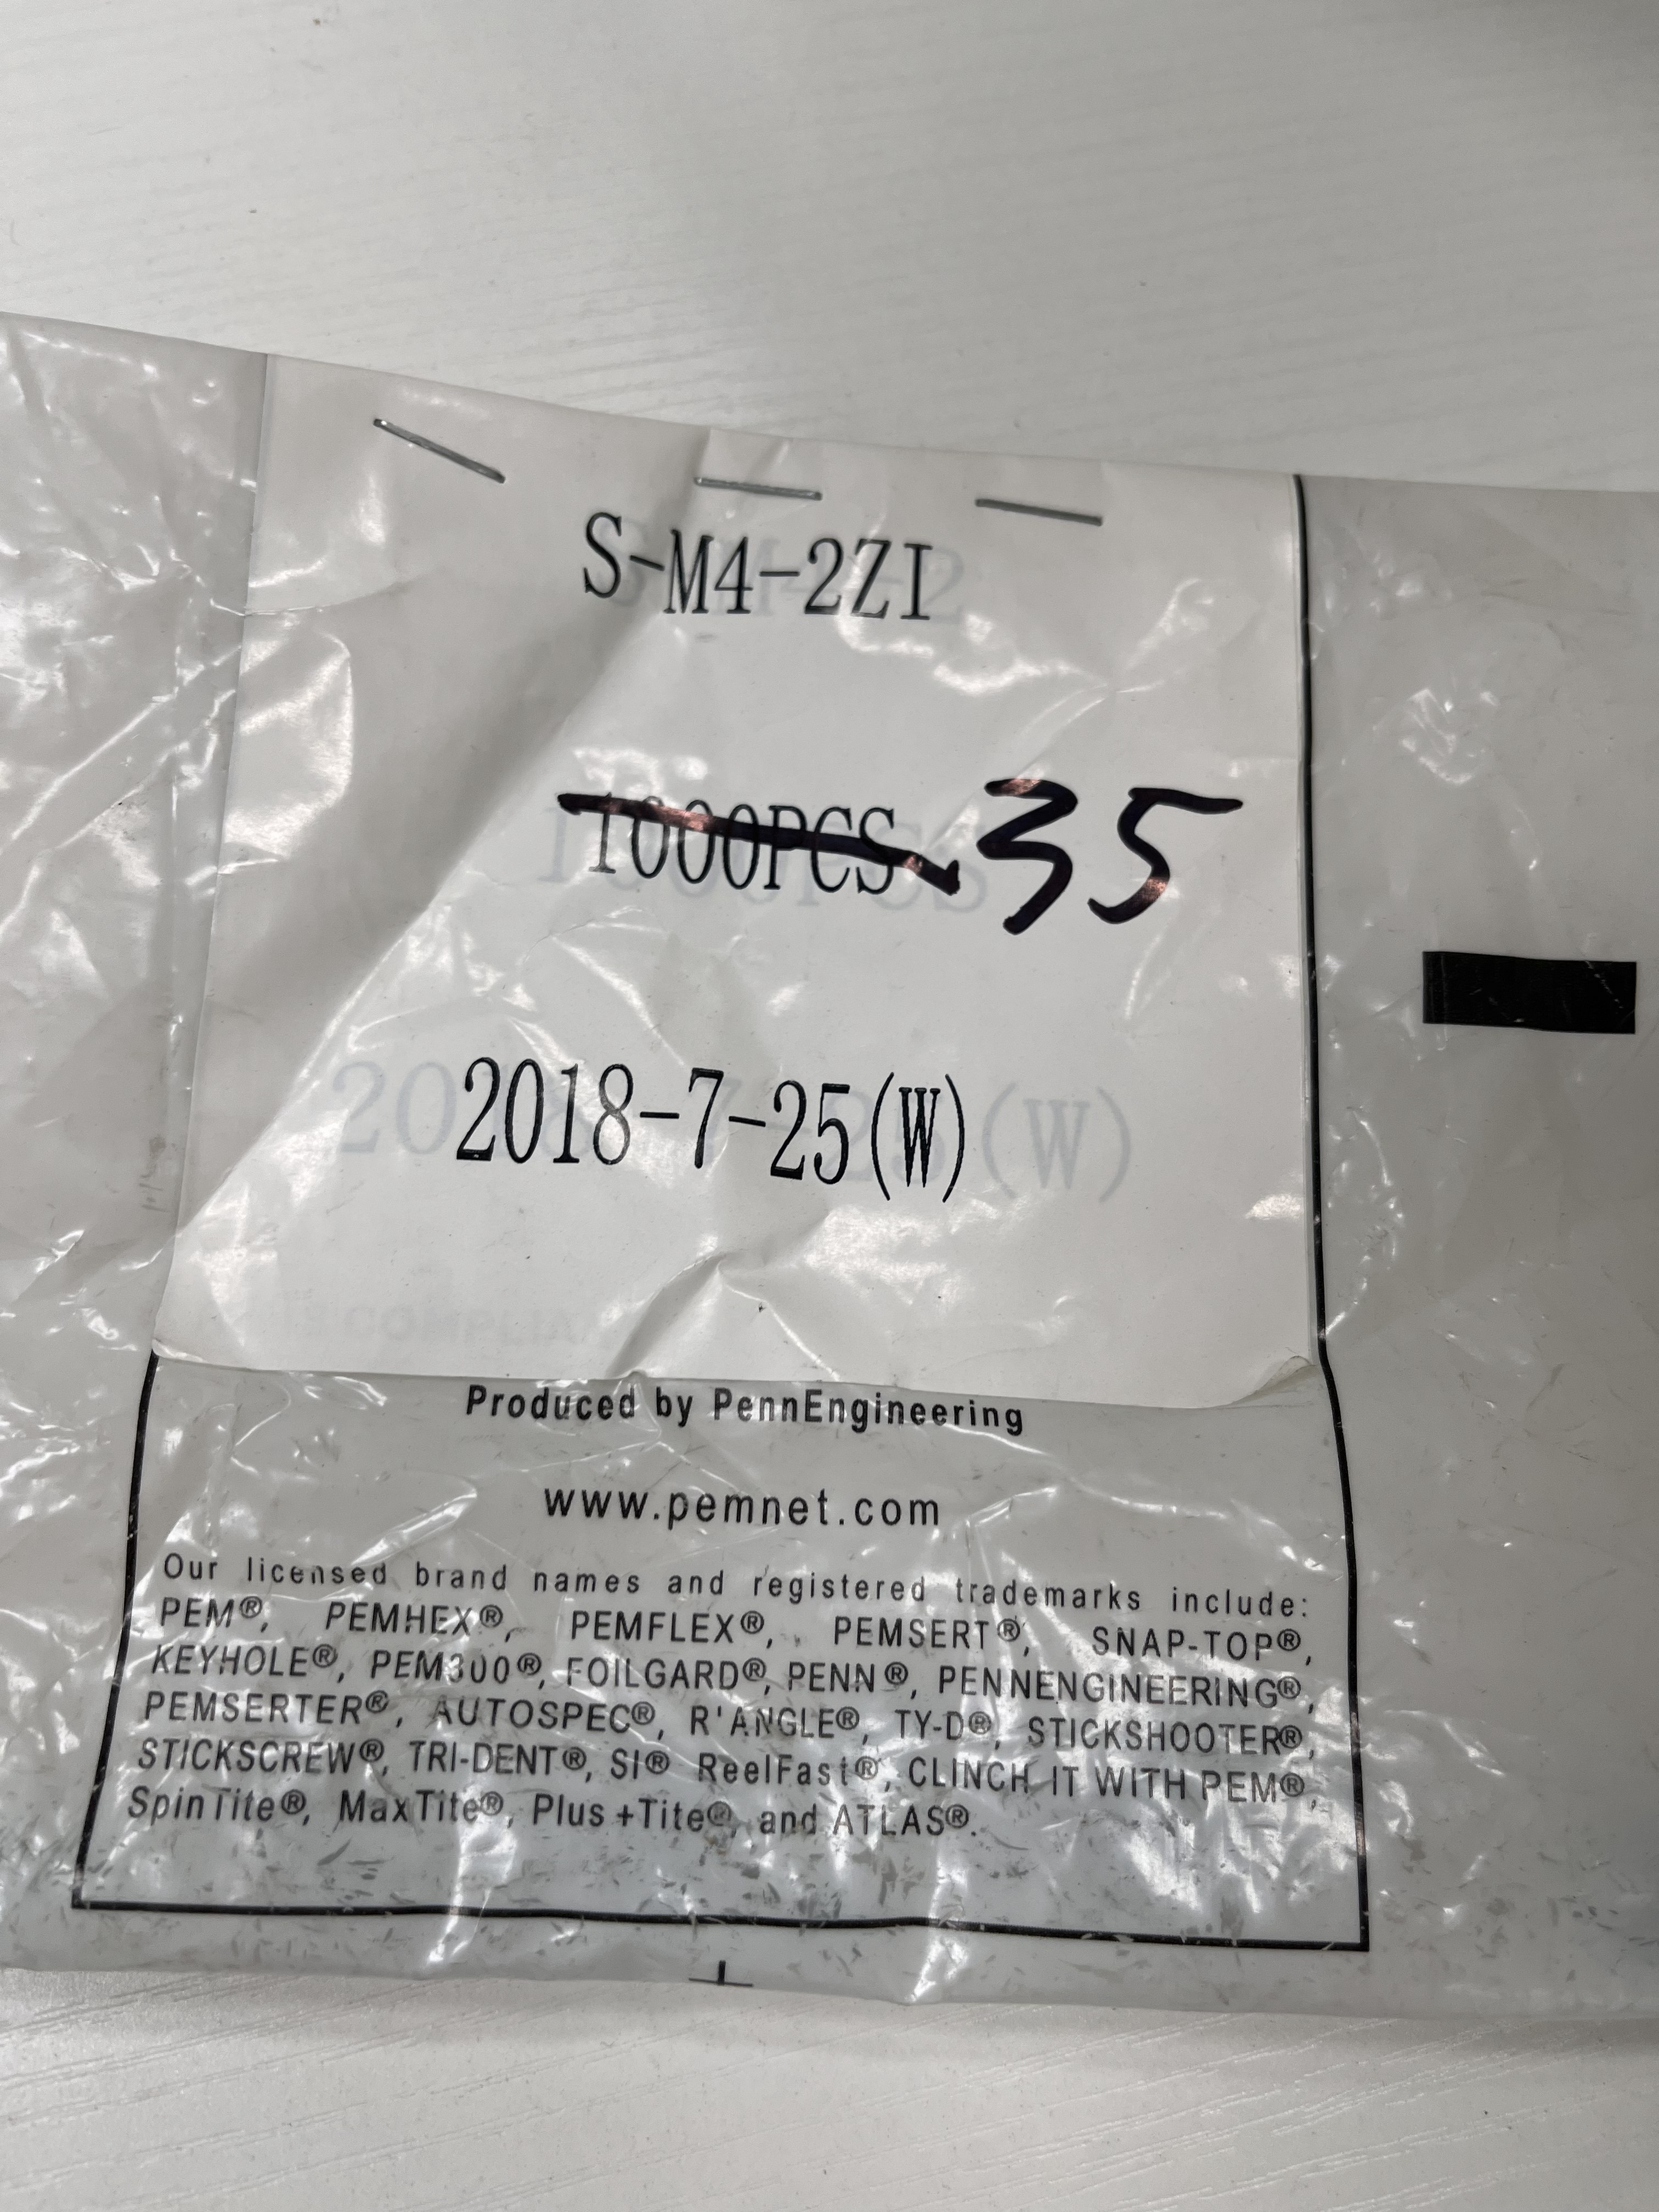 S-M4-2ZI
1000PCS 35
2018-7-25(W)
Produced by PennEngineering
www.pemnet.com
Our licensed brand names and registered trademarks include:
PEM®, PEMHEX®, PEMFLEX®, PEMSERT®, SNAP-TOP®,
KEYHOLE®, PEM300®, FOILGARD®, PENN®, PENNENGINEERING®,
PEMSERTER®, AUTOSPEC®, R'ANGLE®, TY-D®, STICKSHOOTER®,
STICKSCREW®, TRI-DENT®, SI® ReelFast®, CLINCH IT WITH PEM®,
SpinTite®, MaxTite®, Plus+Tite®, and ATLAS®.